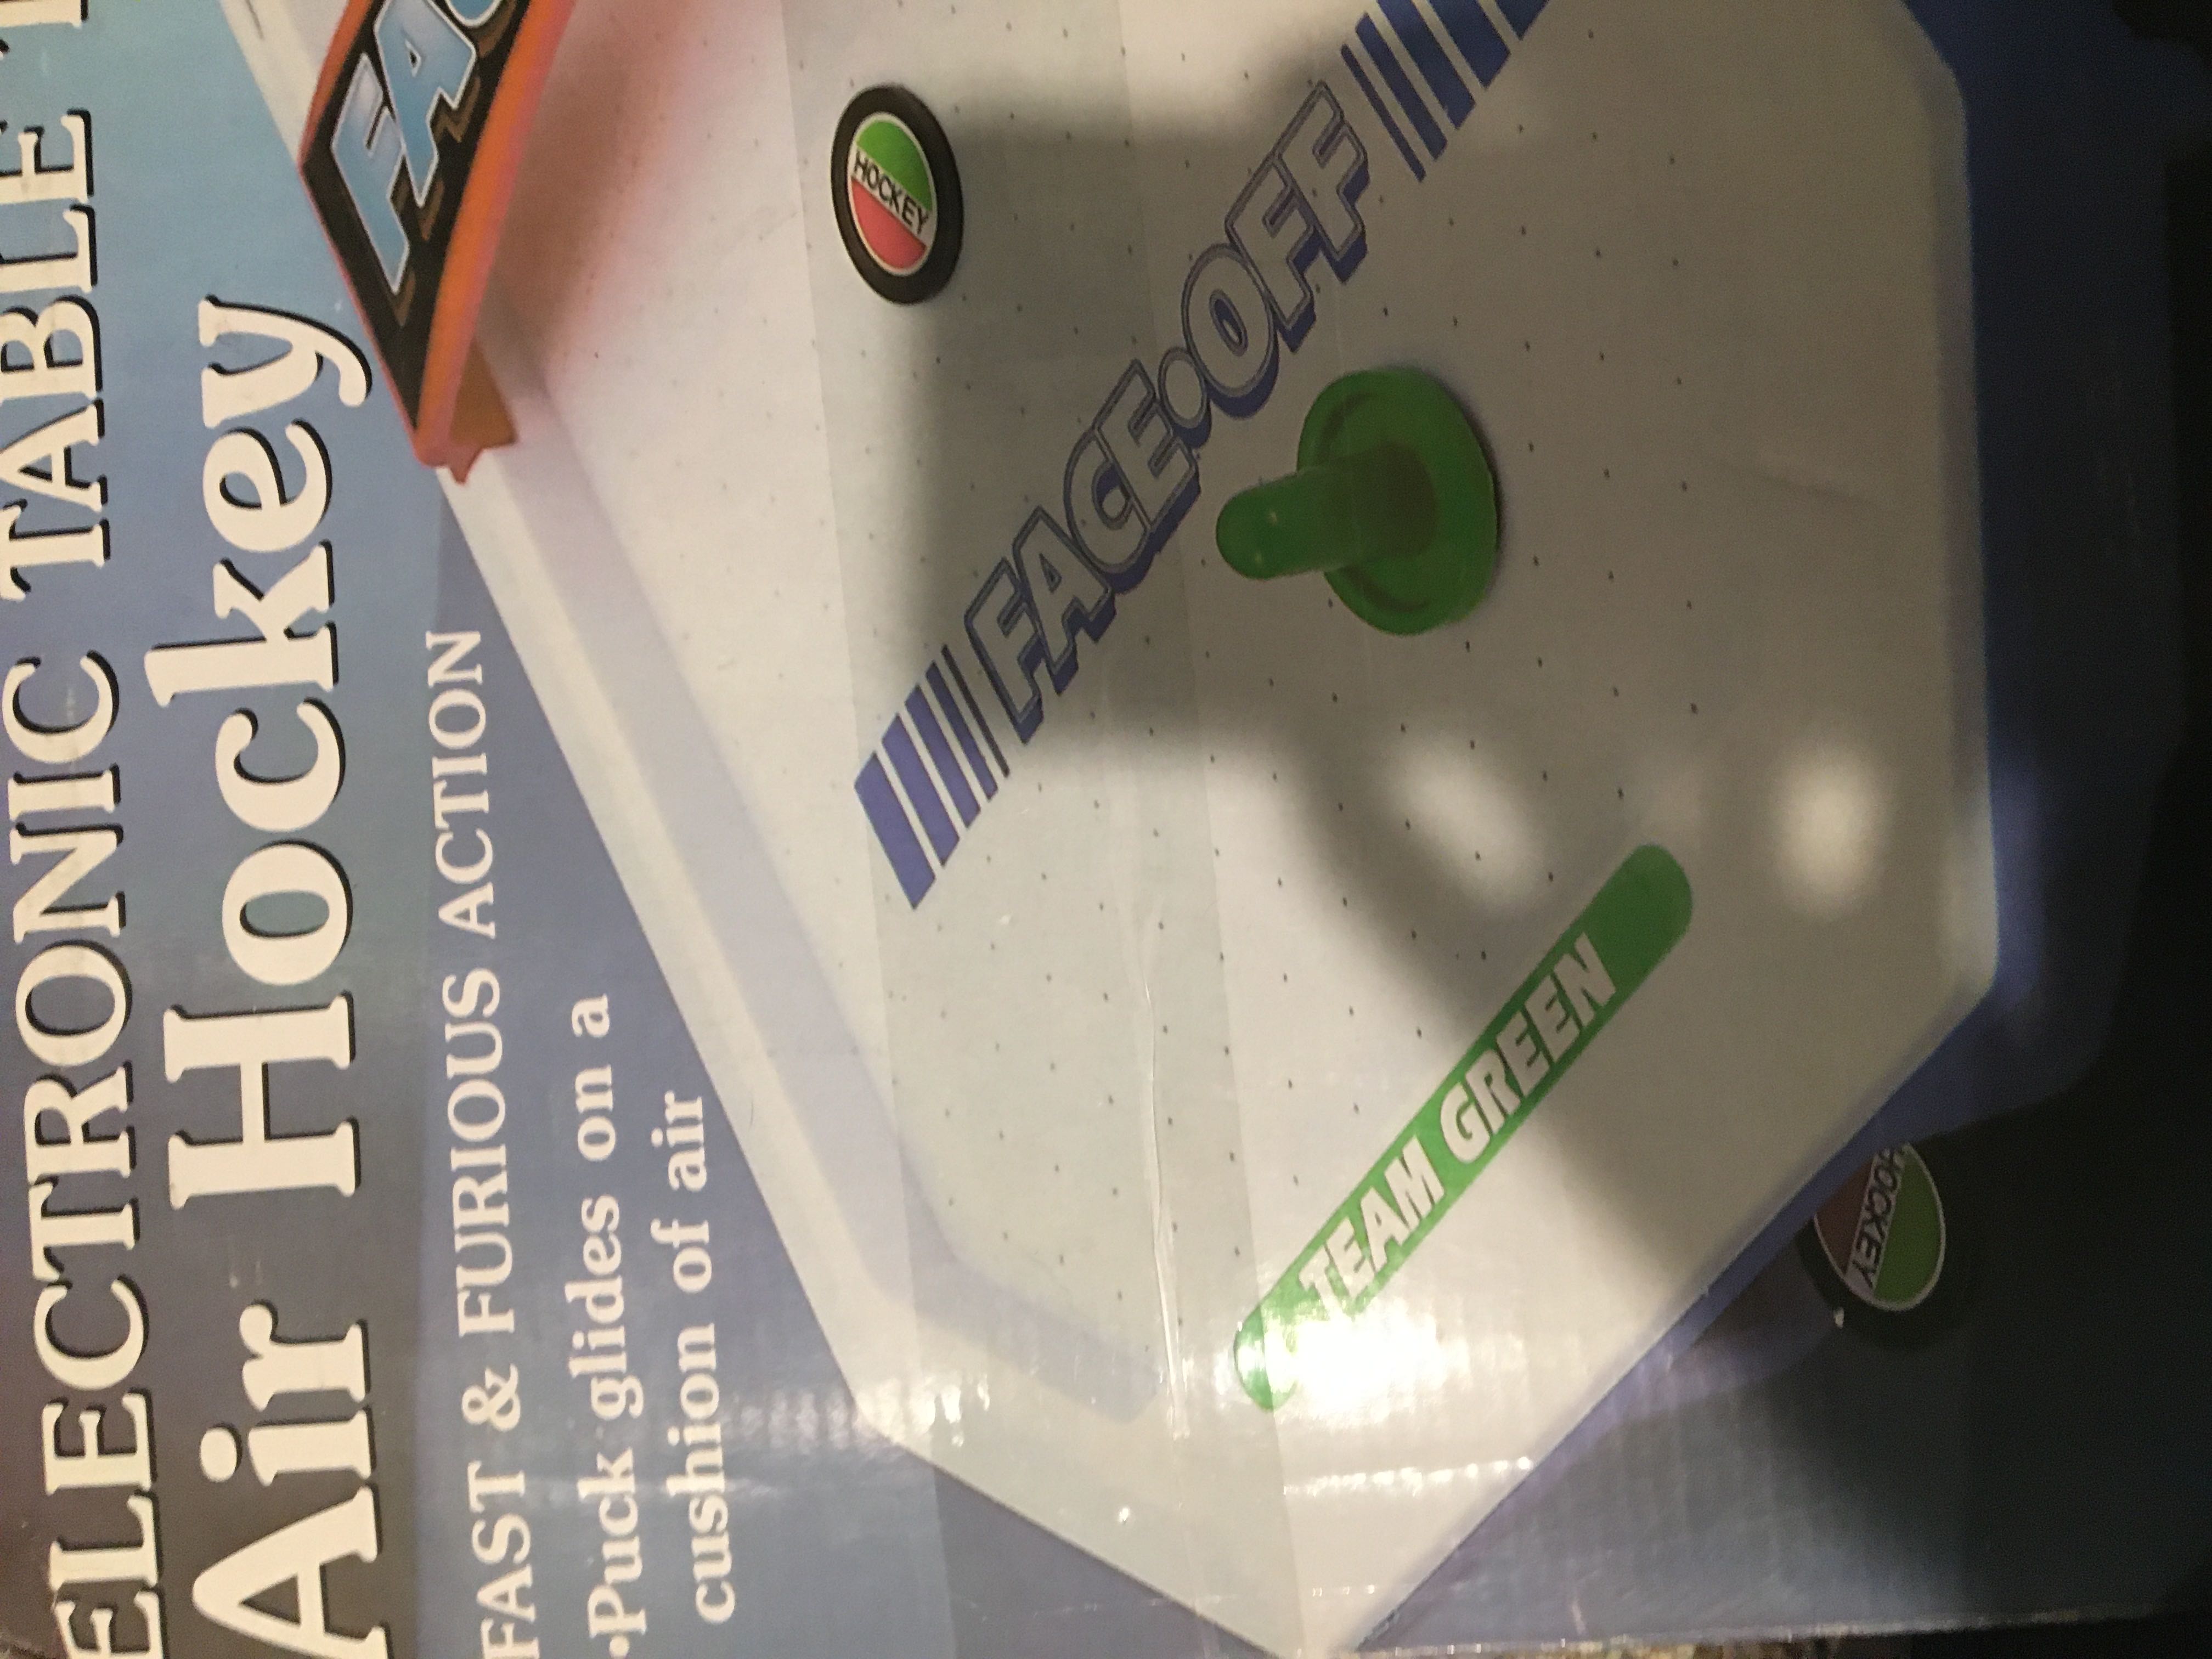 ELECTRONIC TABLE
Air Hockey
FAST & FURIOUS ACTION
•Puck glides on a
cushion of air
HOCKEY
FACE•OFF
TEAM GREEN
HOCKEY